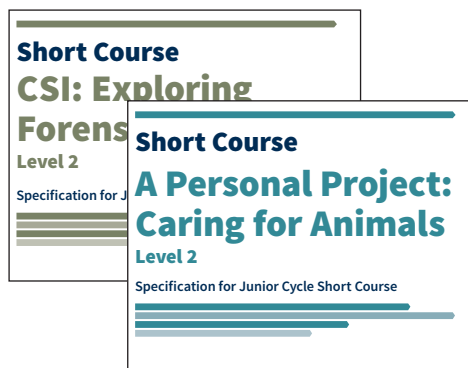 Short Course
CSI: Exploring
Forens
Level 2
Specification for J
Short Course
A Personal Project:
Caring for Animals
Level 2
Specification for Junior Cycle Short Course